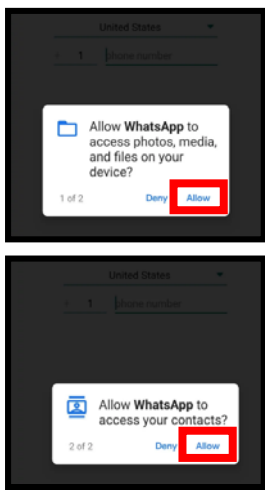 United States
+ 1 phone number
Allow WhatsApp to
access photos, media,
and files on your
device?
1 of 2 Deny Allow
United States
+ 1 phone number
Allow WhatsApp to
access your contacts?
2 of 2 Deny Allow